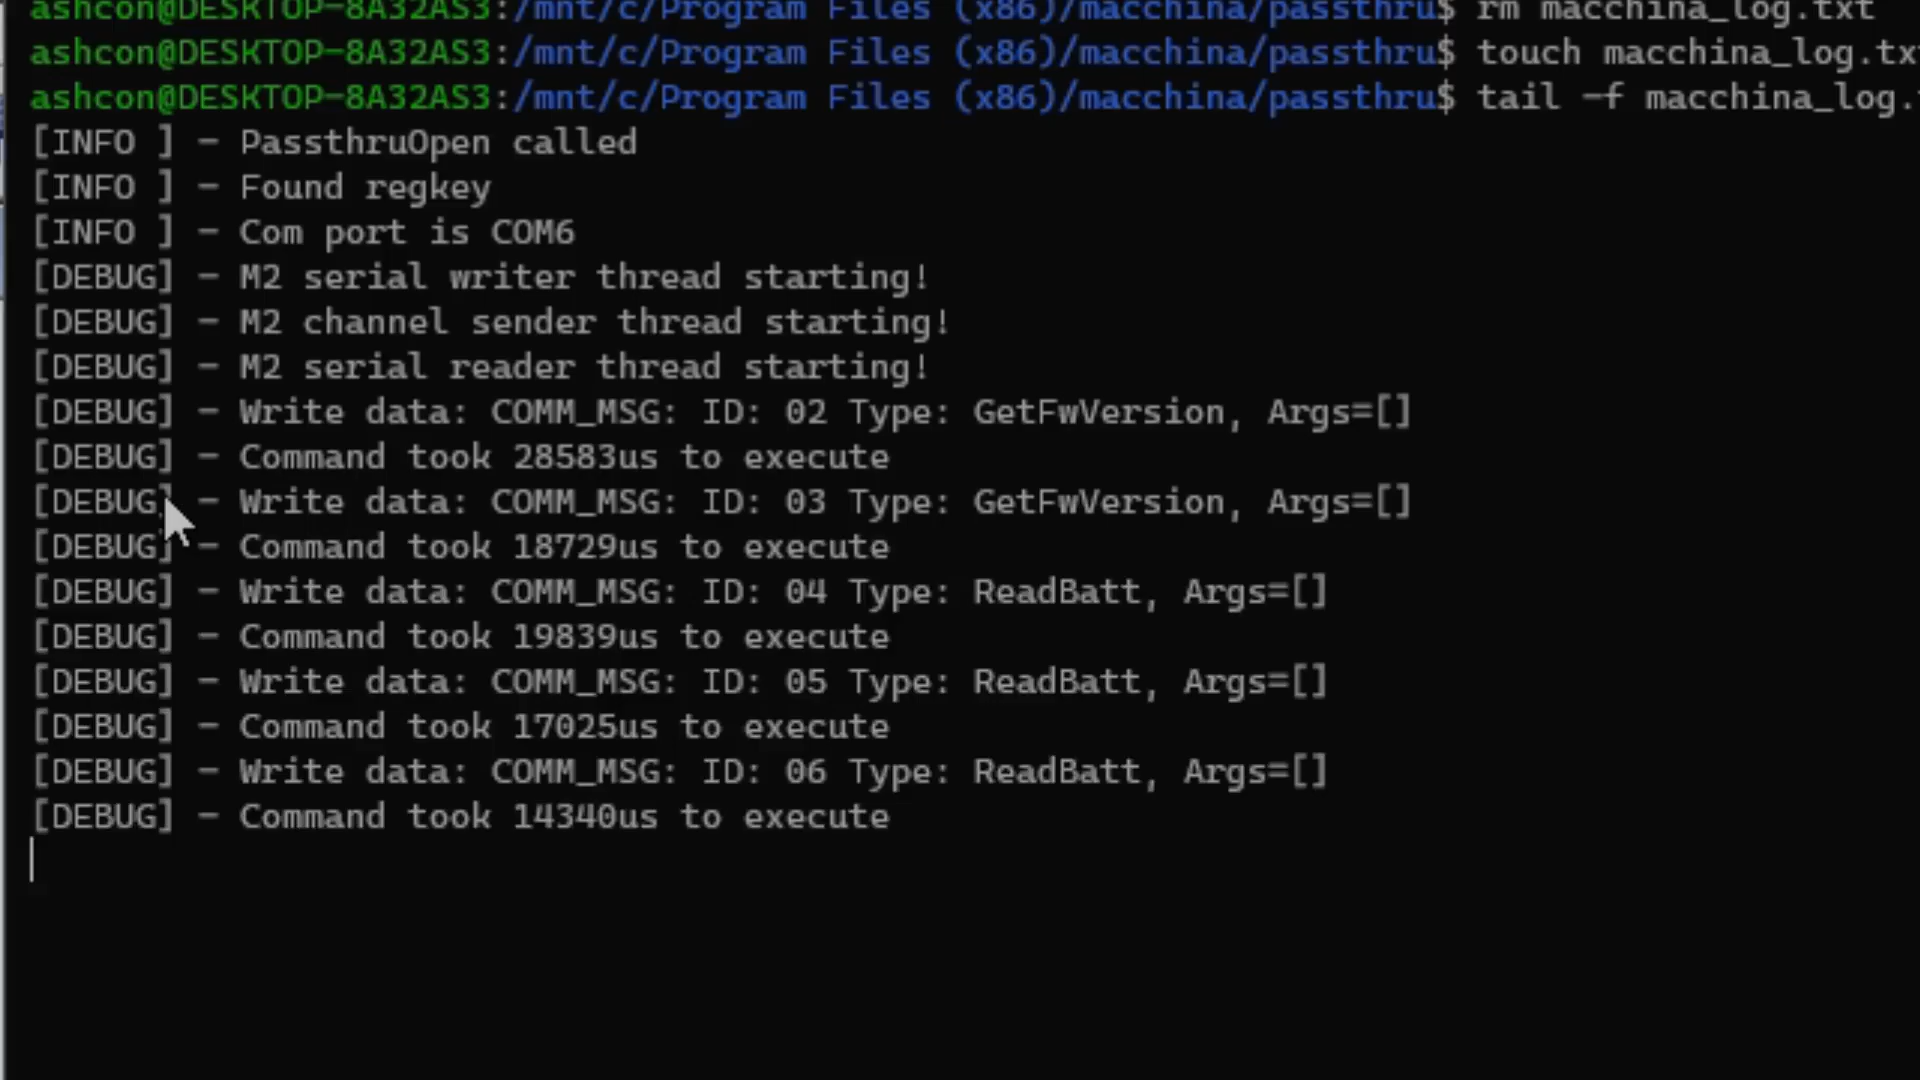 ashcon@DESKTOP-8A32AS3:/mnt/c/Program Files (x86)/macchina/passthru$ rm macchina_log.txt
ashcon@DESKTOP-8A32AS3:/mnt/c/Program Files (x86)/macchina/passthru$ touch macchina_log.tx
ashcon@DESKTOP-8A32AS3:/mnt/c/Program Files (x86)/macchina/passthru$ tail -f macchina_log.
[INFO ] - PassthruOpen called
[INFO ] - Found regkey
[INFO ] - Com port is COM6
[DEBUG] - M2 serial writer thread starting!
[DEBUG] - M2 channel sender thread starting!
[DEBUG] - M2 serial reader thread starting!
[DEBUG] - Write data: COMM_MSG: ID: 02 Type: GetFwVersion, Args=[]
[DEBUG] - Command took 28583us to execute
[DEBUG] - Write data: COMM_MSG: ID: 03 Type: GetFwVersion, Args=[]
[DEBUG] - Command took 18729us to execute
[DEBUG] - Write data: COMM_MSG: ID: 04 Type: ReadBatt, Args=[]
[DEBUG] - Command took 19839us to execute
[DEBUG] - Write data: COMM_MSG: ID: 05 Type: ReadBatt, Args=[]
[DEBUG] - Command took 17025us to execute
[DEBUG] - Write data: COMM_MSG: ID: 06 Type: ReadBatt, Args=[]
[DEBUG] - Command took 14340us to execute